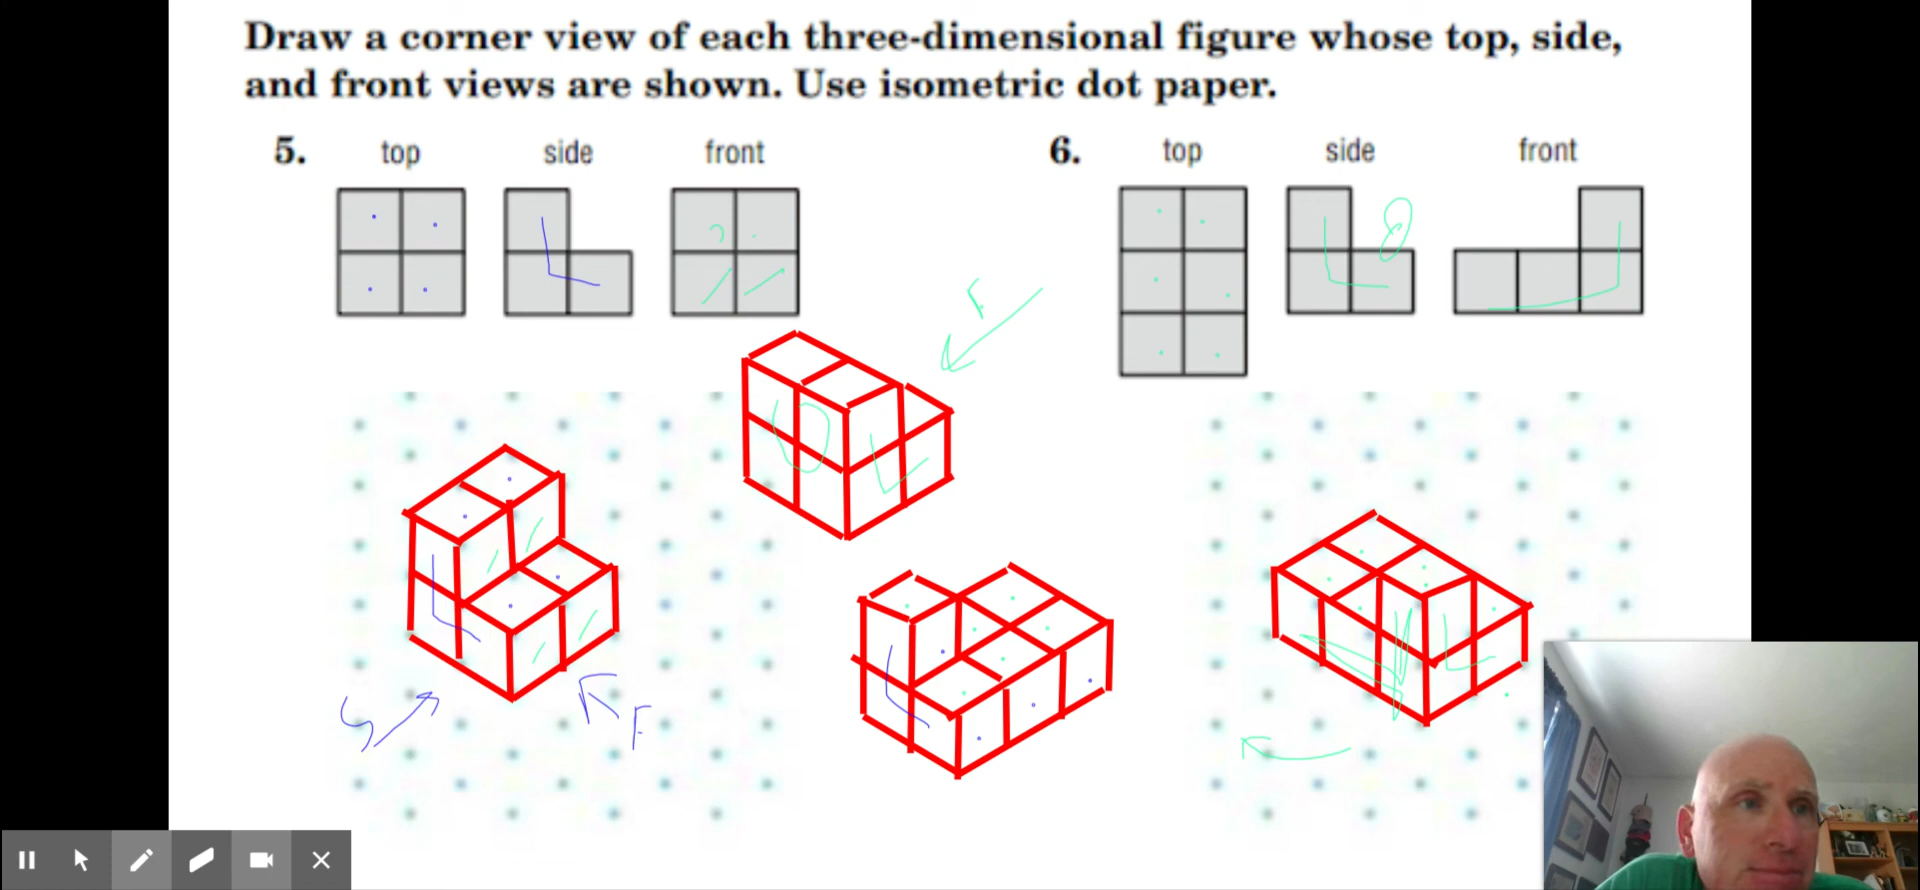 Draw a corner view of each three-dimensional figure whose top, side,
and front views are shown. Use isometric dot paper.
5. top side front
6. top side front
F
S
F